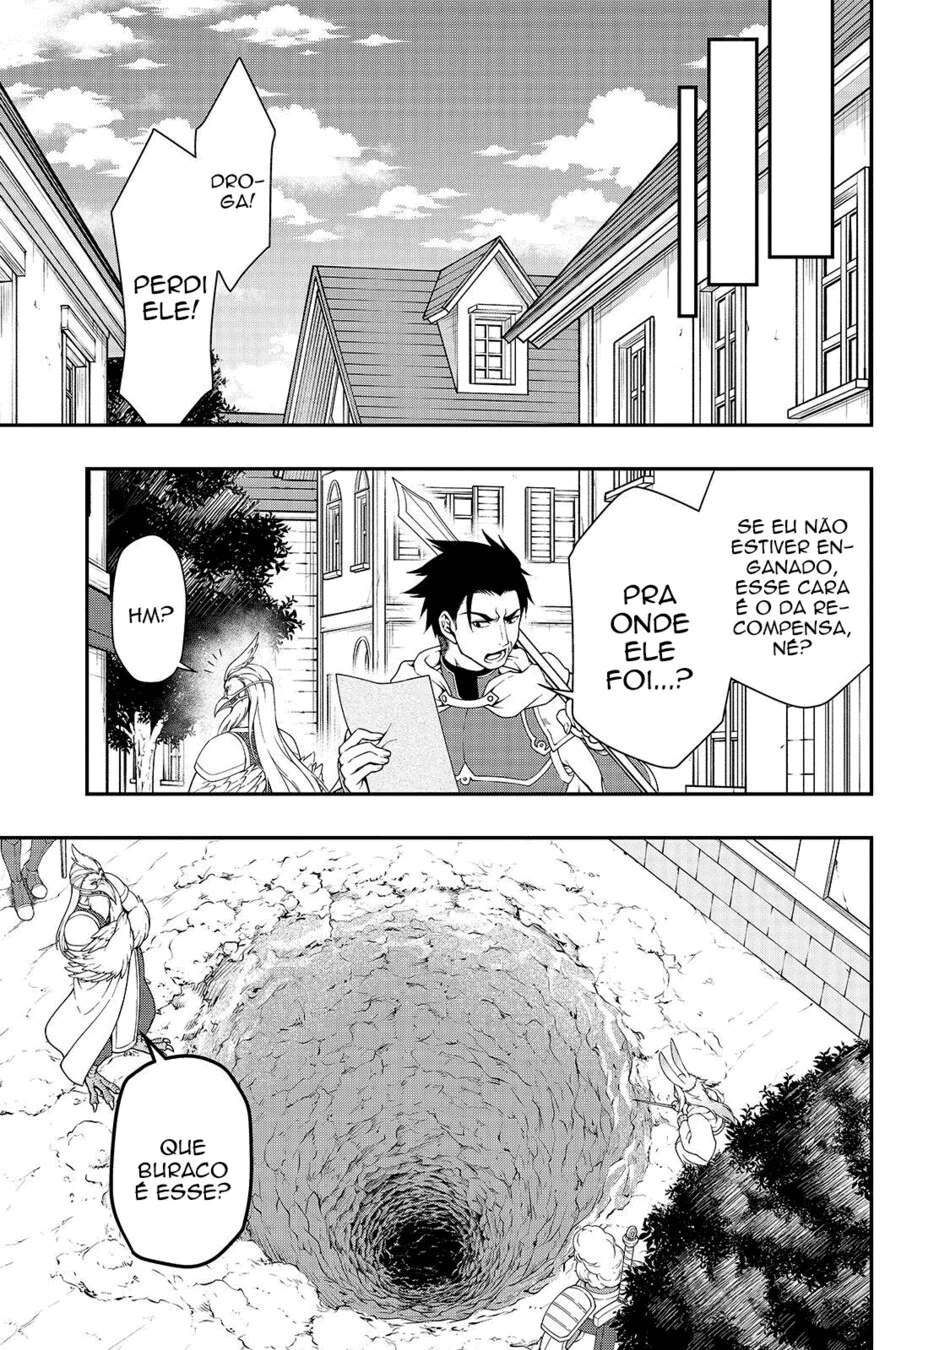 DRO-
GA!
PERDI
ELE!
SE EU NÃO
ESTIVER EN-
GANADO,
ESSE CARA
É O DA RE-
COMPENSA,
NÉ?
PRA
ONDE
ELE
FOI...?
HM?
QUE
BURACO
É ESSE?